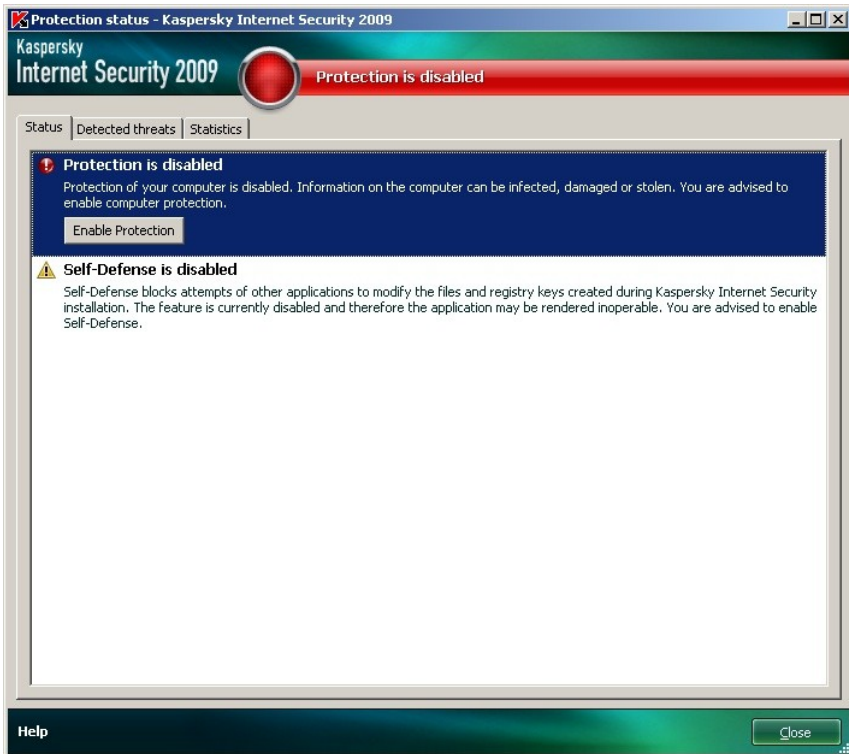 Protection status - Kaspersky Internet Security 2009
Kaspersky
Internet Security 2009
Protection is disabled
Status Detected threats Statistics
Protection is disabled
Protection of your computer is disabled. Information on the computer can be infected, damaged or stolen. You are advised to
enable computer protection.
Enable Protection
Self-Defense is disabled
Self-Defense blocks attempts of other applications to modify the files and registry keys created during Kaspersky Internet Security
installation. The feature is currently disabled and therefore the application may be rendered inoperable. You are advised to enable
Self-Defense.
Help Close